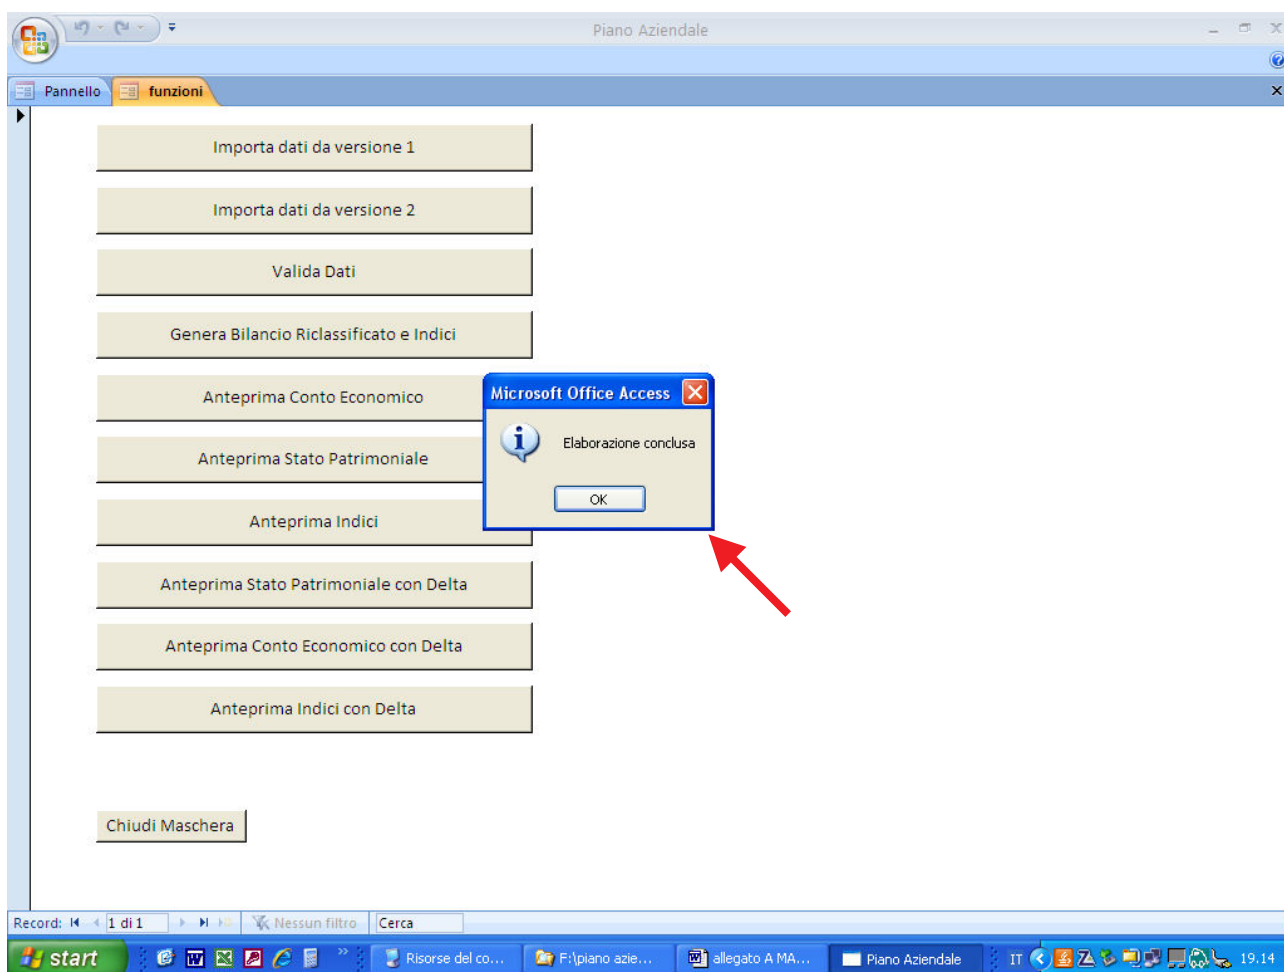 Piano Aziendale
Pannello
funzioni
Importa dati da versione 1
Importa dati da versione 2
Valida Dati
Genera Bilancio Riclassificato e Indici
Anteprima Conto Economico
Microsoft Office Access
Elaborazione conclusa
OK
Anteprima Stato Patrimoniale
Anteprima Indici
Anteprima Stato Patrimoniale con Delta
Anteprima Conto Economico con Delta
Anteprima Indici con Delta
Chiudi Maschera
Record: 1 di 1 Nessun filtro Cerca
start Risorse del co... F:\piano azie... allegato A MA... Piano Aziendale IT 19.14